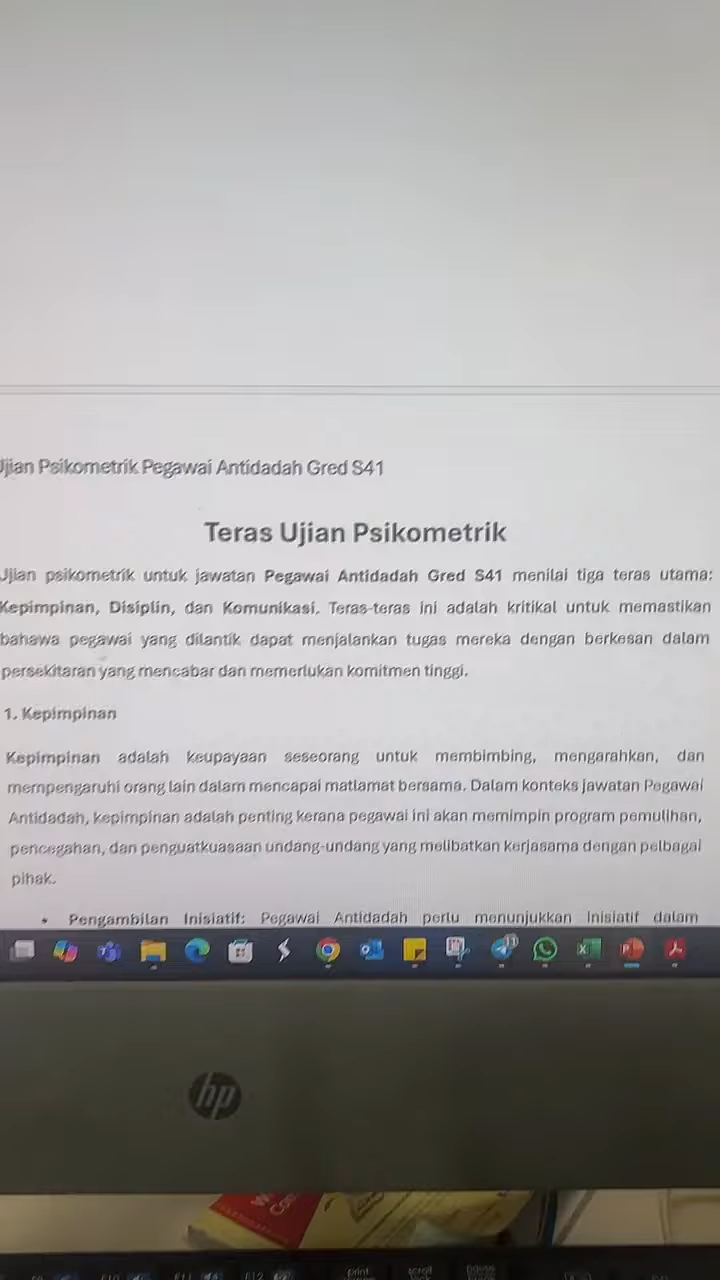 Ujian Psikometrik Pegawai Antidadah Gred S41
Teras Ujian Psikometrik
Ujian psikometrik untuk jawatan Pegawai Antidadah Gred S41 menilai tiga teras utama:
Kepimpinan, Disiplin, dan Komunikasi. Teras-teras ini adalah kritikal untuk memastikan
bahawa pegawai yang dilantik dapat menjalankan tugas mereka dengan berkesan dalam
persekitaran yang mencabar dan memerlukan komitmen tinggi.
1. Kepimpinan
Kepimpinan adalah keupayaan seseorang untuk membimbing, mengarahkan, dan
mempengaruhi orang lain dalam mencapai matlamat bersama. Dalam konteks jawatan Pegawai
Antidadah, kepimpinan adalah penting kerana pegawai ini akan memimpin program pemulihan,
pencegahan, dan penguatkuasaan undang-undang yang melibatkan kerjasama dengan pelbagai
pihak.
• Pengambilan Inisiatif: Pegawai Antidadah perlu menunjukkan inisiatif dalam
hp
print
scroll
pause